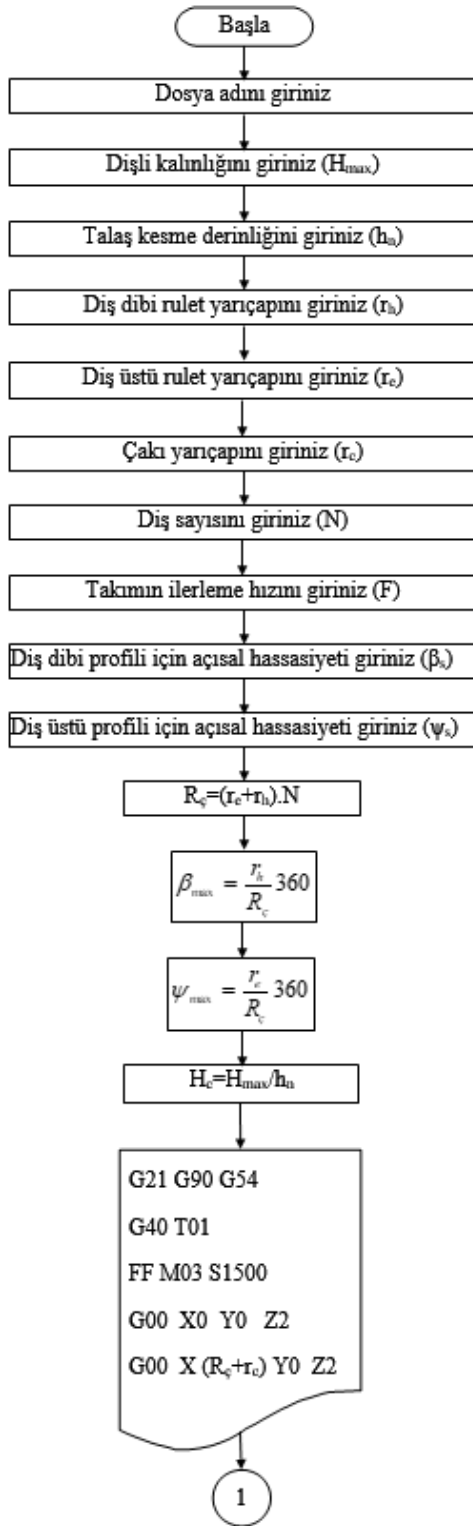 Başla
Dosya adını giriniz
Dişli kalınlığını giriniz (Hmax)
Talaş kesme derinliğini giriniz (hn)
Diş dibi rulet yarıçapını giriniz (rh)
Diş üstü rulet yarıçapını giriniz (re)
Çakı yarıçapını giriniz (rc)
Diş sayısını giriniz (N)
Takımın ilerleme hızını giriniz (F)
Diş dibi profili için açısal hassasiyeti giriniz (βs)
Diş üstü profili için açısal hassasiyeti giriniz (ψs)
Rç=(re+rh).N
βmax = rh/Rç 360
ψmax = re/Rç 360
Hc=Hmax/hn
G21 G90 G54
G40 T01
FF M03 S1500
G00 X0 Y0 Z2
G00 X (Rç+rc) Y0 Z2
1